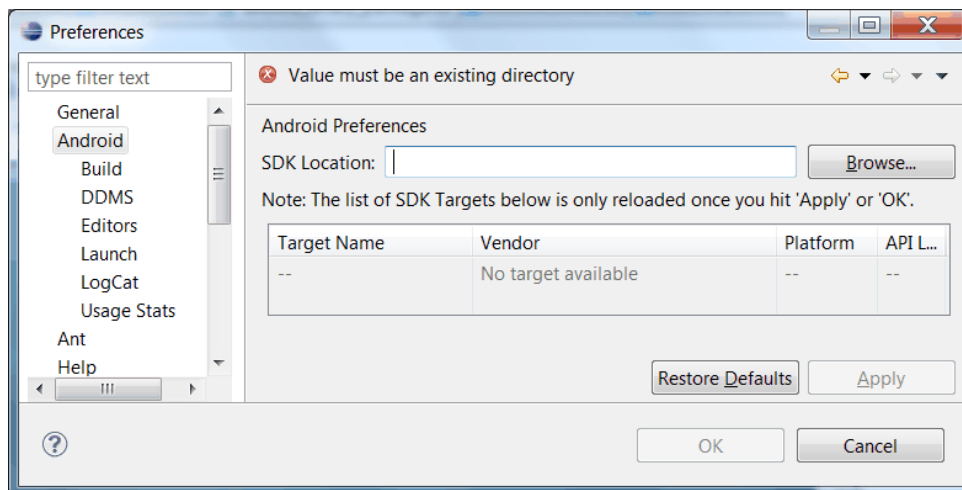 Preferences
type filter text
General
Android
Build
DDMS
Editors
Launch
LogCat
Usage Stats
Ant
Help
Value must be an existing directory
Android Preferences
SDK Location: Browse...
Note: The list of SDK Targets below is only reloaded once you hit 'Apply' or 'OK'.
Target Name Vendor Platform API L...
-- No target available -- --
Restore Defaults Apply
OK Cancel